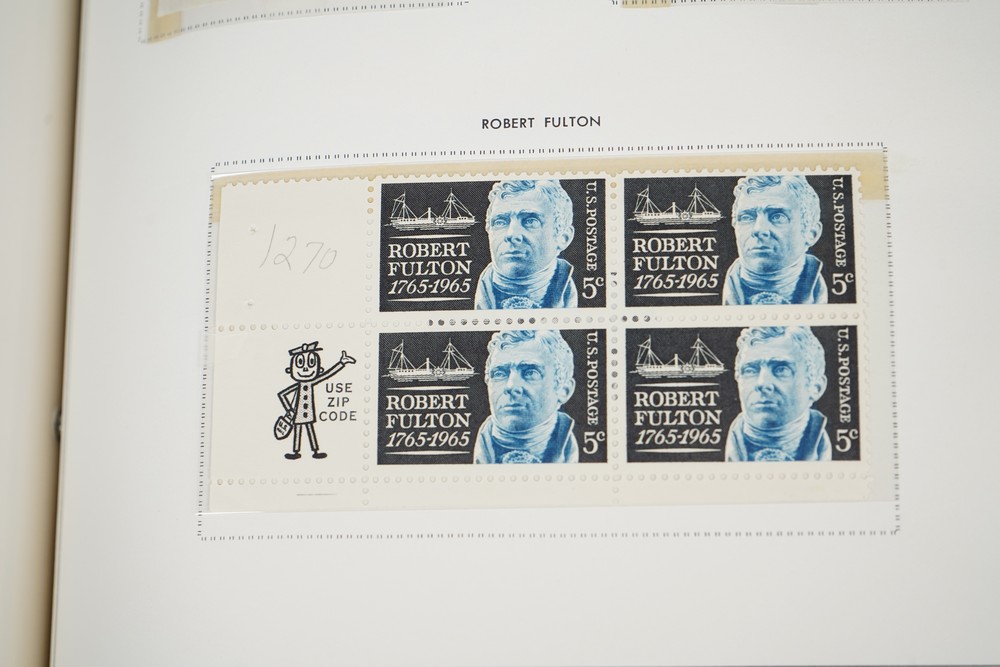 ROBERT FULTON
1270
ROBERT
FULTON
1765-1965
U.S.POSTAGE
5c
ROBERT
FULTON
1765-1965
U.S.POSTAGE
5c
USE
ZIP
CODE
ROBERT
FULTON
1765-1965
U.S.POSTAGE
5c
ROBERT
FULTON
1765-1965
U.S.POSTAGE
5c